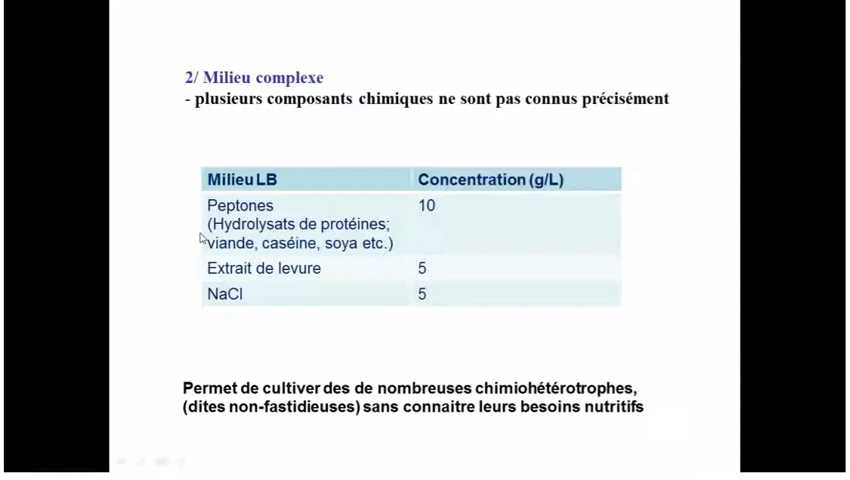 2/ Milieu complexe
- plusieurs composants chimiques ne sont pas connus précisément
Milieu LB Concentration (g/L)
Peptones 10
(Hydrolysats de protéines;
viande, caséine, soya etc.)
Extrait de levure 5
NaCl 5
Permet de cultiver des de nombreuses chimiohétérotrophes,
(dites non-fastidieuses) sans connaitre leurs besoins nutritifs